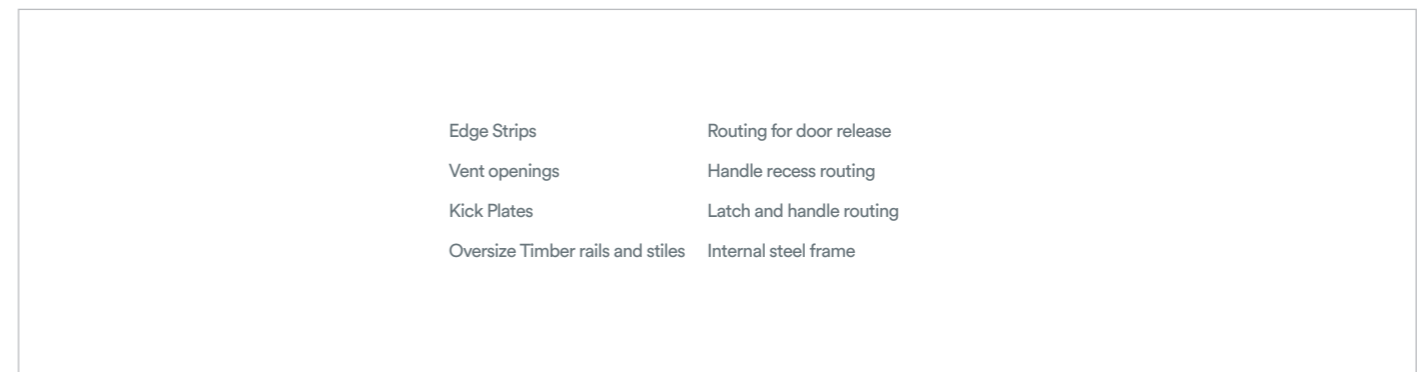 Edge Strips
Vent openings
Kick Plates
Oversize Timber rails and stiles
Routing for door release
Handle recess routing
Latch and handle routing
Internal steel frame